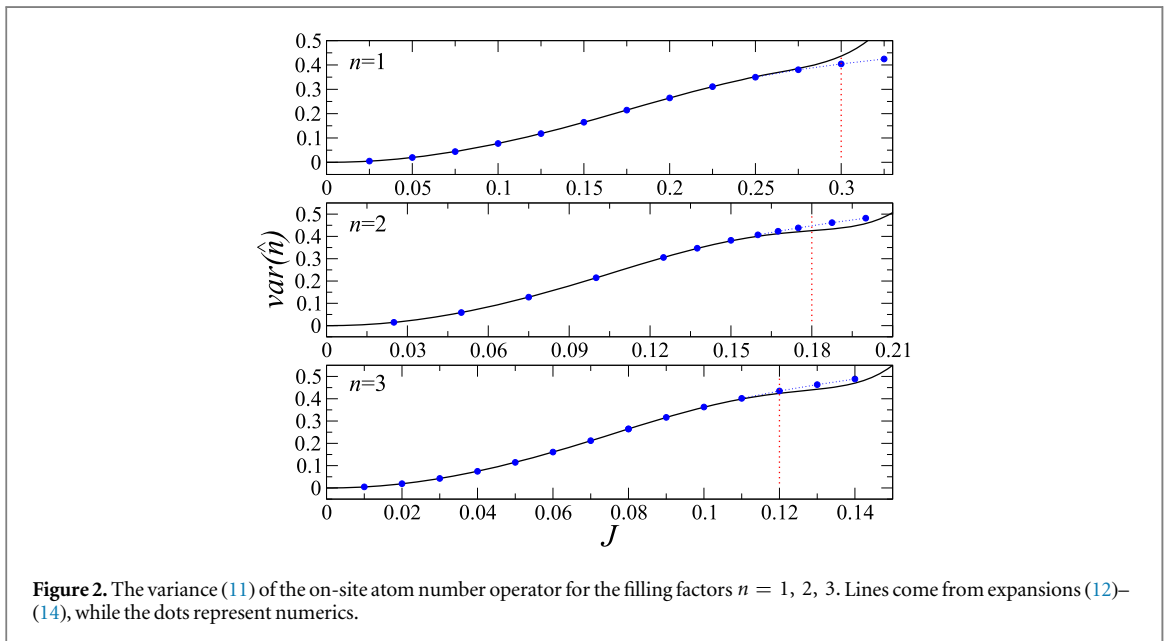 0.5
0.4
0.3
0.2
0.1
0
n=1
0 0.05 0.1 0.15 0.2 0.25 0.3
0.5
0.4
0.3
0.2
0.1
0
n=2
var(n̂)
0 0.03 0.06 0.09 0.12 0.15 0.18 0.21
0.5
0.4
0.3
0.2
0.1
0
n=3
0 0.02 0.04 0.06 0.08 0.1 0.12 0.14
J
Figure 2. The variance (11) of the on-site atom number operator for the filling factors n = 1, 2, 3. Lines come from expansions (12)–
(14), while the dots represent numerics.